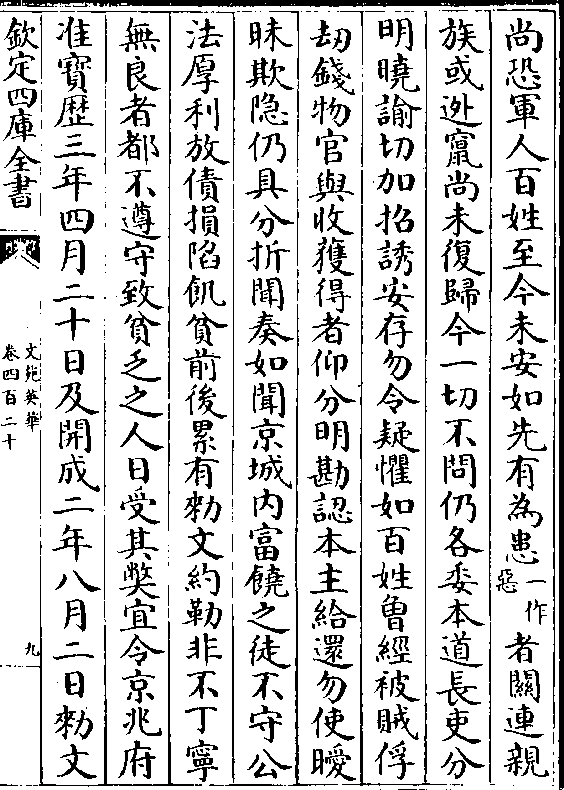 尚恐軍人百姓至今未安如先有為患一作惡者關連親
族或逃竄尚未復歸今一切不問仍各委本道長吏分
明曉諭切加招誘安存勿令疑懼如百姓曾經被賊俘
劫錢物官與收獲得者仰分明勘認本主給還勿使曖
昧欺隐仍具分折聞奏如聞京城内富饒之徒不守公
法厚利放債損陷飢貧前後累有勑文約勒非不丁寧
無良者都不遵守致貧乏之人日受其弊宜令京兆府
准寳歴三年四月二十日及開成二年八月二日勑文
欽定四庫全書
文苑英華
卷四百二十
九